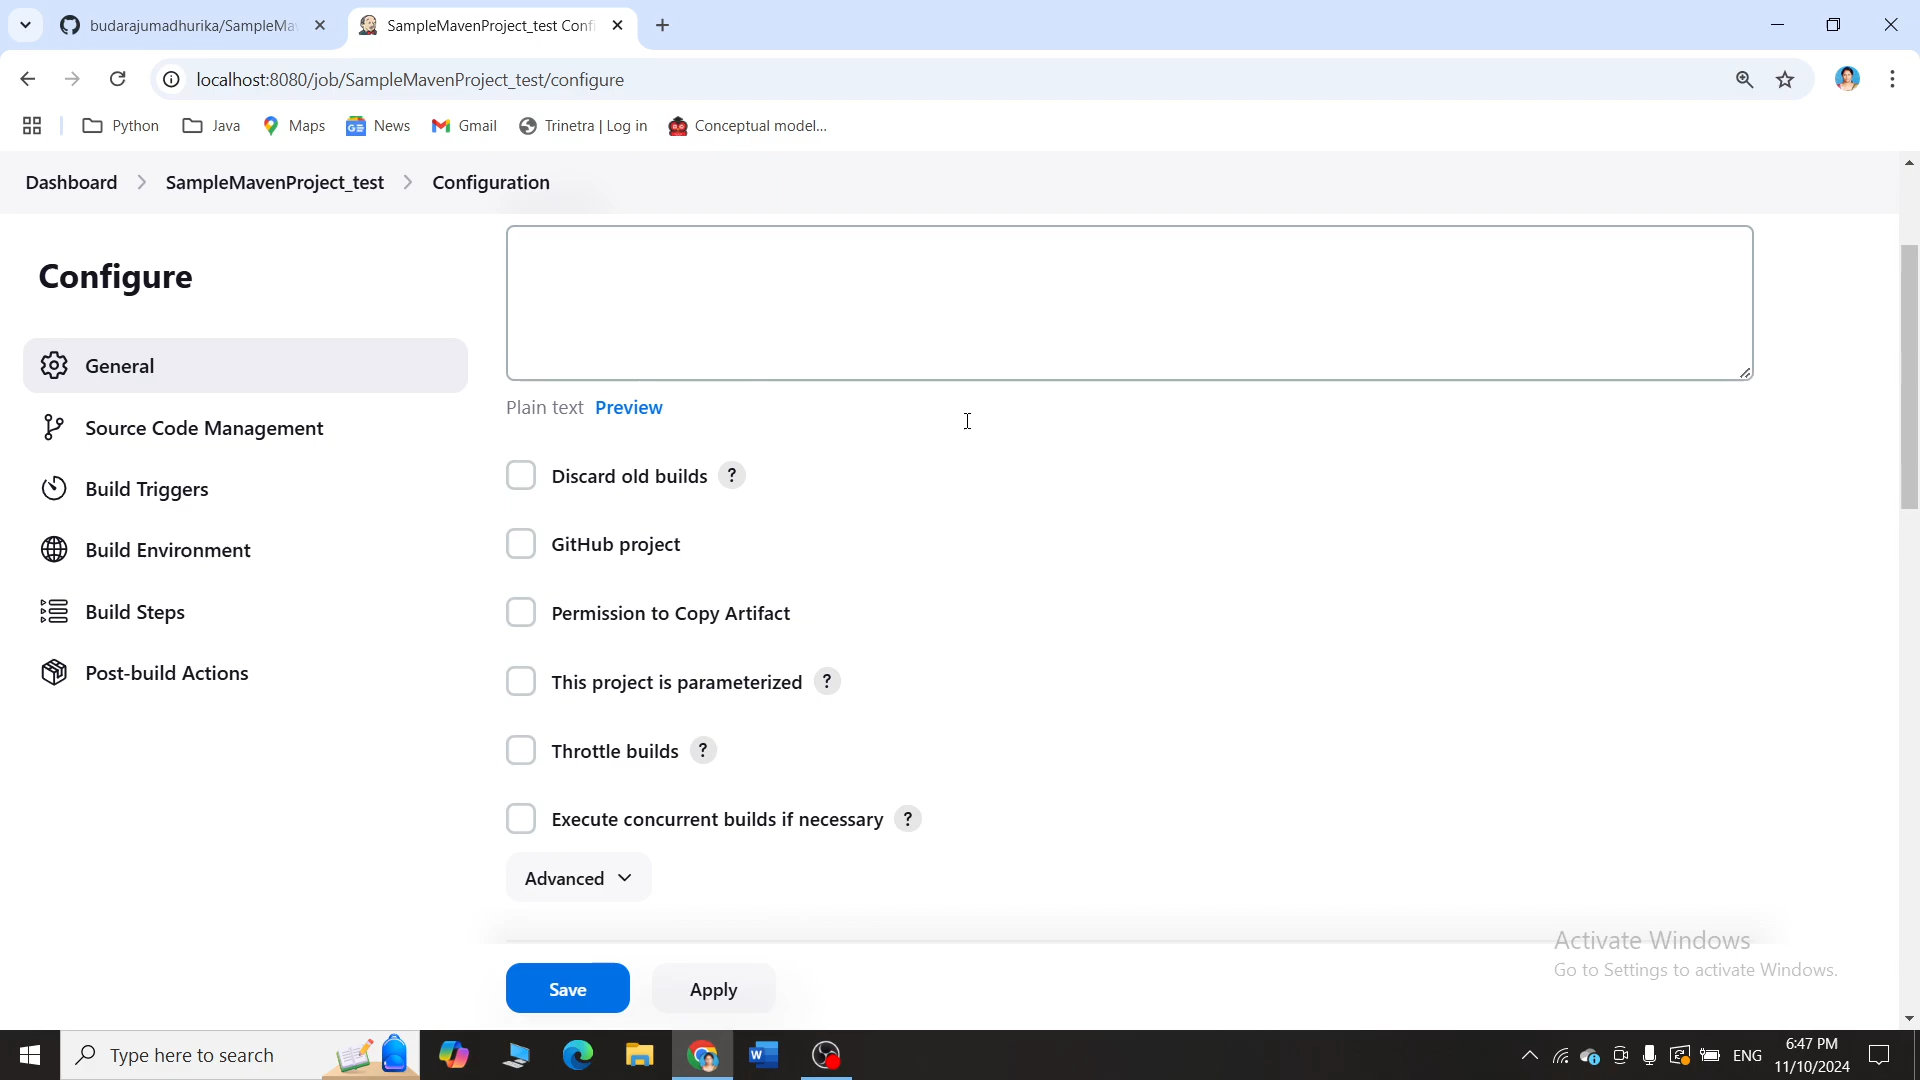 budarajumadhurika/SampleMa
SampleMavenProject_test Confi
localhost:8080/job/SampleMavenProject_test/configure
Python
Java
Maps
News
Gmail
Trinetra | Log in
Conceptual model...
Dashboard
SampleMavenProject_test
Configuration
Configure
General
Source Code Management
Build Triggers
Build Environment
Build Steps
Post-build Actions
Plain text Preview
Discard old builds ?
GitHub project
Permission to Copy Artifact
This project is parameterized ?
Throttle builds ?
Execute concurrent builds if necessary ?
Advanced
Save
Apply
Activate Windows
Go to Settings to activate Windows.
Type here to search
ENG
6:47 PM
11/10/2024